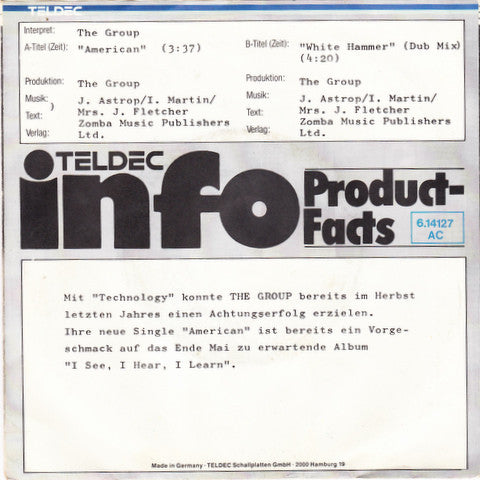 TELDEC
Interpret: The Group
A-Titel (Zeit): "American" (3:37)
B-Titel (Zeit): "White Hammer" (Dub Mix)
(4:20)
Produktion: The Group
Musik: J. Astrop/I. Martin/
)
Text: Mrs. J. Fletcher
Zomba Music Publishers
Verlag: Ltd.
Produktion: The Group
Musik: J. Astrop/I. Martin/
Text: Mrs. J. Fletcher
Zomba Music Publishers
Verlag: Ltd.
TELDEC
info
Product-
Facts
6.14127
AC
Mit "Technology" konnte THE GROUP bereits im Herbst
letzten Jahres einen Achtungserfolg erzielen.
Ihre neue Single "American" ist bereits ein Vorge-
schmack auf das Ende Mai zu erwartende Album
"I See, I Hear, I Learn".
Made in Germany · TELDEC Schallplatten GmbH · 2000 Hamburg 19